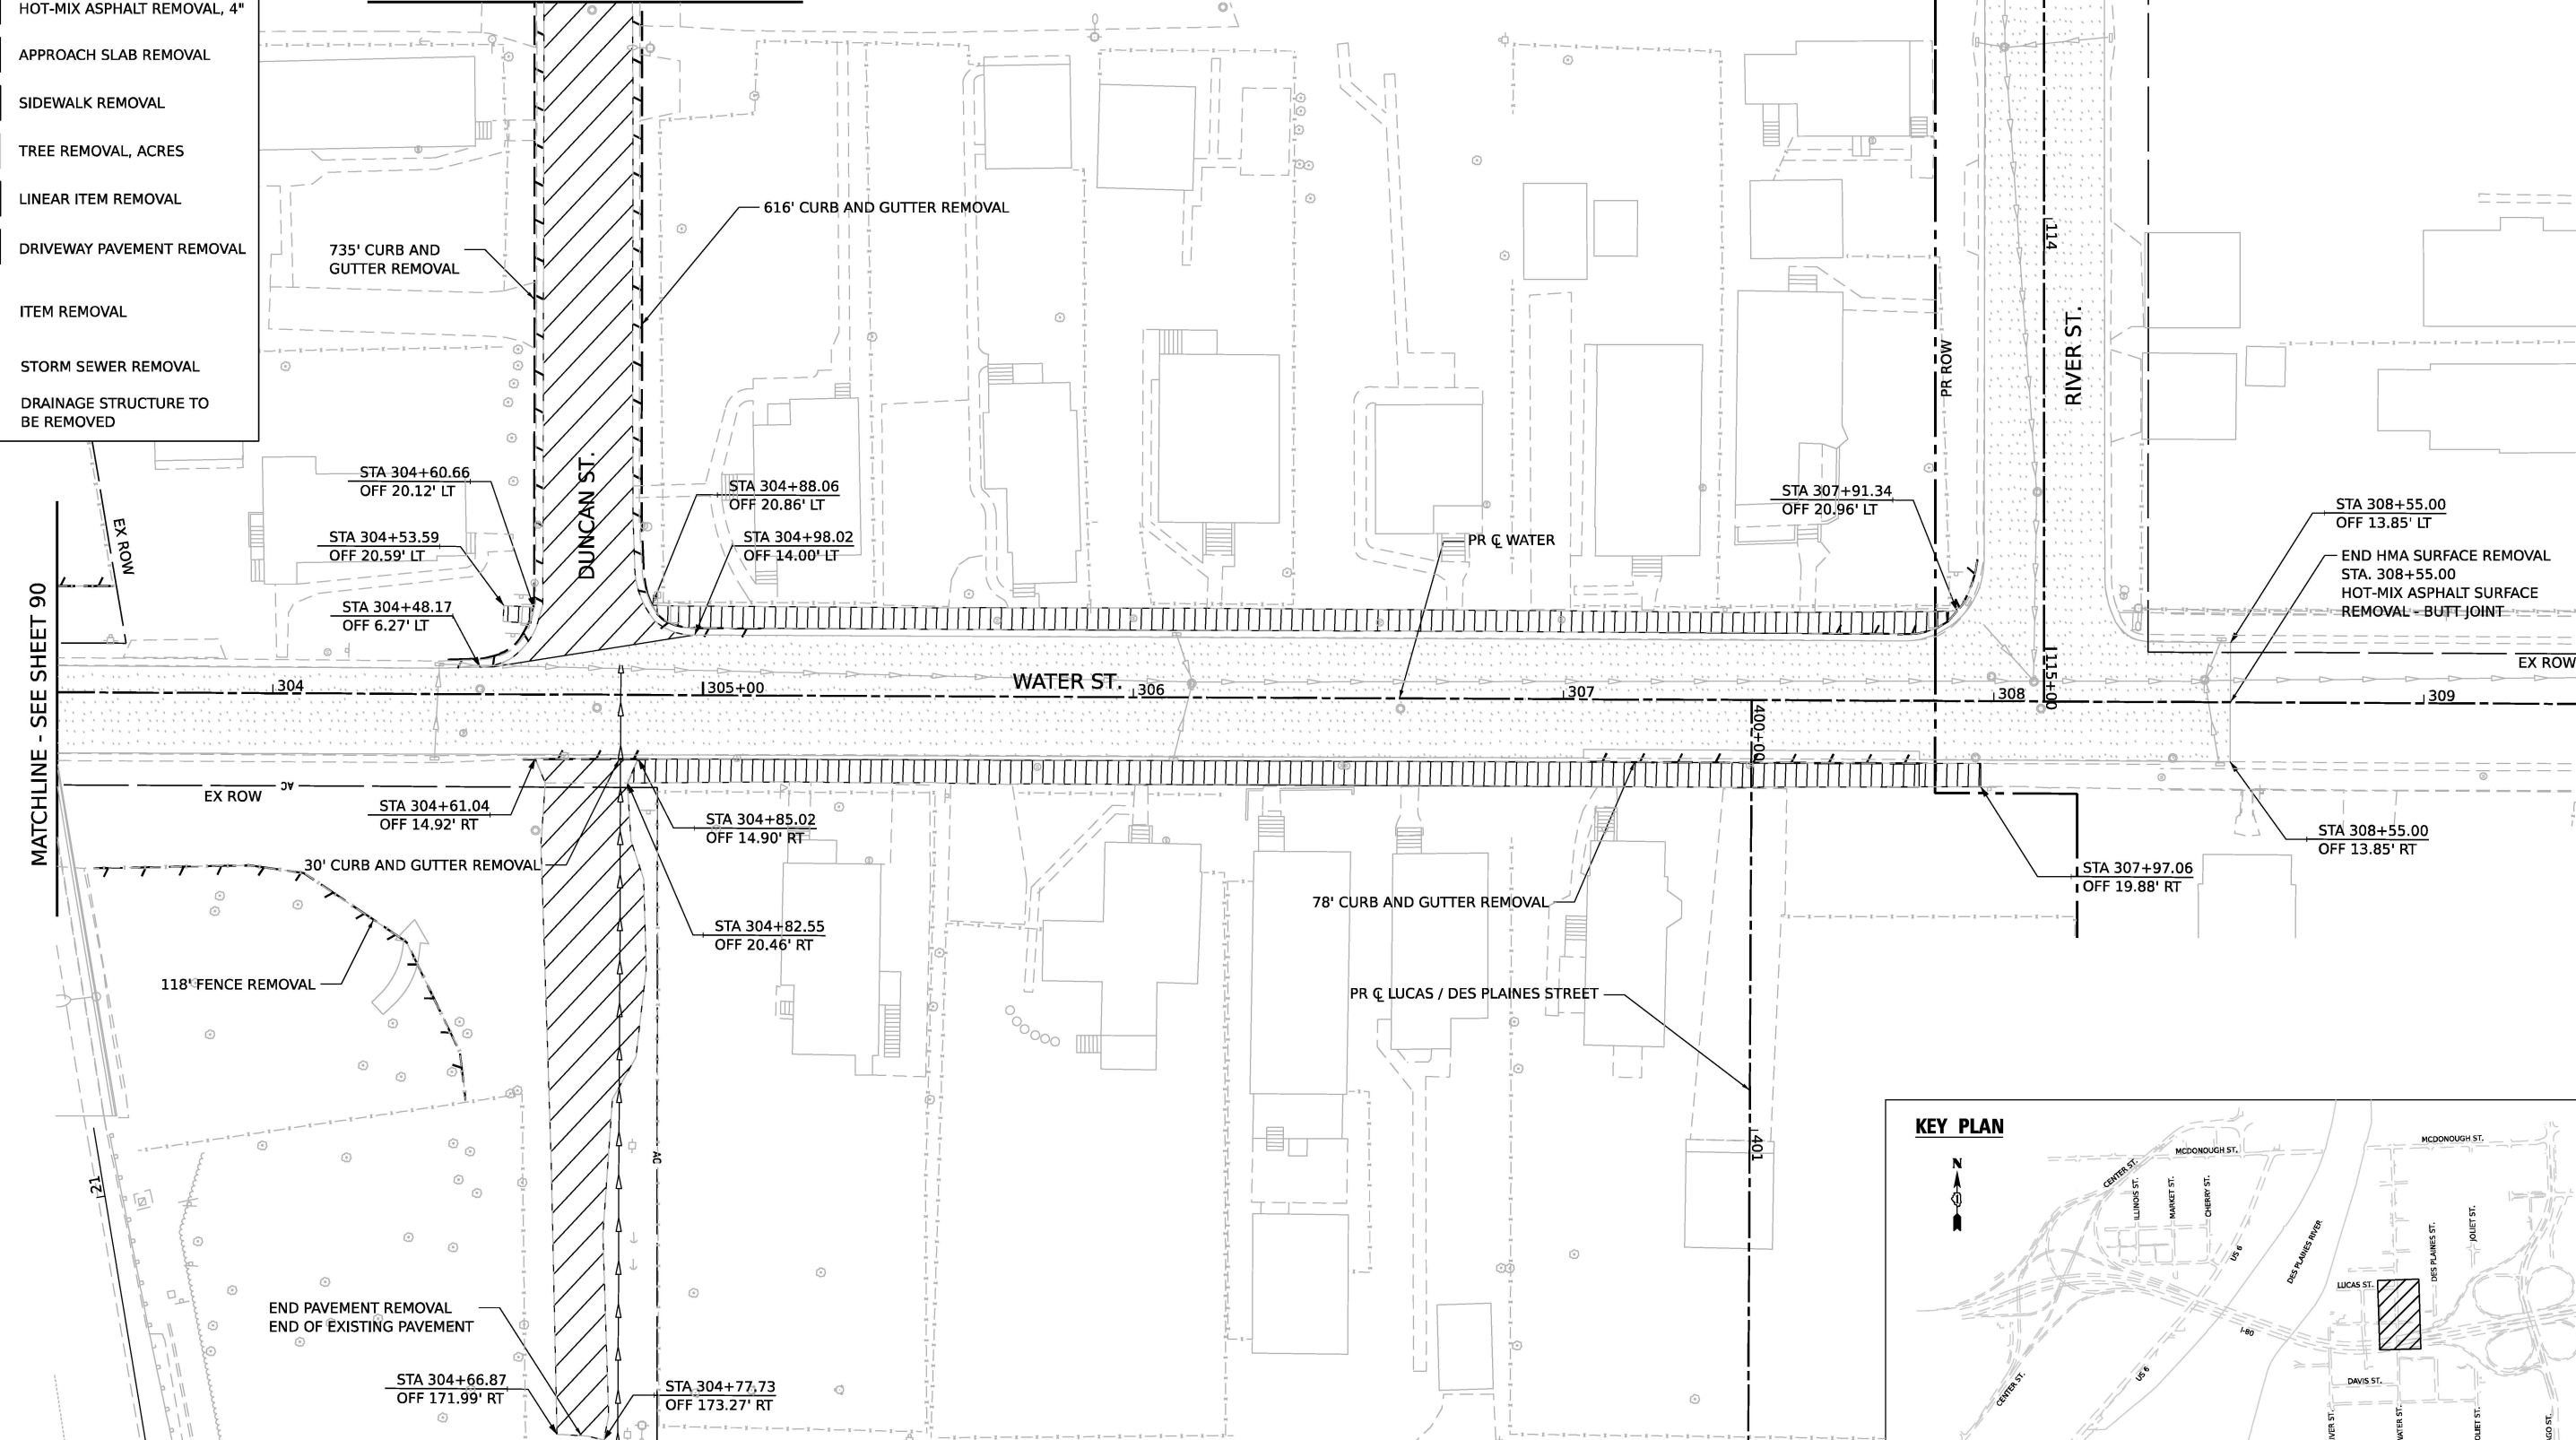 HOT-MIX ASPHALT REMOVAL, 4"
APPROACH SLAB REMOVAL
SIDEWALK REMOVAL
TREE REMOVAL, ACRES
LINEAR ITEM REMOVAL
DRIVEWAY PAVEMENT REMOVAL
ITEM REMOVAL
STORM SEWER REMOVAL
DRAINAGE STRUCTURE TO
BE REMOVED
735' CURB AND
GUTTER REMOVAL
616' CURB AND GUTTER REMOVAL
DUNCAN ST.
PR ROW
114
RIVER ST.
115+00
EX ROW
MATCHLINE - SEE SHEET 90
STA 304+60.66
OFF 20.12' LT
STA 304+53.59
OFF 20.59' LT
STA 304+48.17
OFF 6.27' LT
STA 304+88.06
OFF 20.86' LT
STA 304+98.02
OFF 14.00' LT
PR ℄ WATER
STA 307+91.34
OFF 20.96' LT
STA 308+55.00
OFF 13.85' LT
END HMA SURFACE REMOVAL
STA. 308+55.00
HOT-MIX ASPHALT SURFACE
REMOVAL - BUTT JOINT
EX ROW
304
305+00
WATER ST.
306
307
308
309
400+00
AC
EX ROW
STA 304+61.04
OFF 14.92' RT
STA 304+85.02
OFF 14.90' RT
30' CURB AND GUTTER REMOVAL
STA 304+82.55
OFF 20.46' RT
78' CURB AND GUTTER REMOVAL
STA 307+97.06
OFF 19.88' RT
STA 308+55.00
OFF 13.85' RT
118' FENCE REMOVAL
PR ℄ LUCAS / DES PLAINES STREET
401
AC
21
END PAVEMENT REMOVAL
END OF EXISTING PAVEMENT
STA 304+66.87
OFF 171.99' RT
STA 304+77.73
OFF 173.27' RT
KEY PLAN
N
MCDONOUGH ST.
MCDONOUGH ST.
CENTER ST.
ILLINOIS ST.
MARKET ST.
CHERRY ST.
US 6
DES PLAINES RIVER
DES PLAINES ST.
JOLIET ST.
LUCAS ST.
I-80
US 6
CENTER ST.
DAVIS ST.